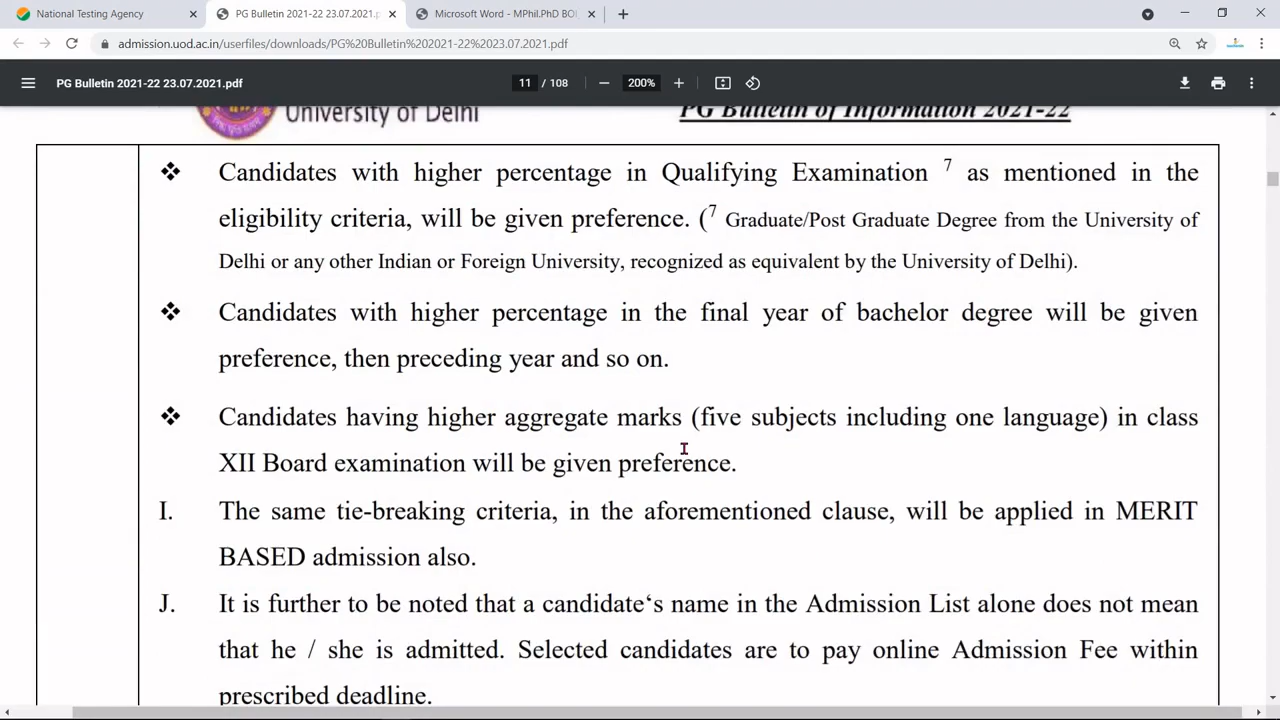 National Testing Agency
PG Bulletin 2021-22 23.07.2021.p
Microsoft Word - MPhil.PhD BOI
admission.uod.ac.in/userfiles/downloads/PG%20Bulletin%202021-22%2023.07.2021.pdf
PG Bulletin 2021-22 23.07.2021.pdf
11 / 108
200%
University of Delhi
PG Bulletin of Information 2021-22
❖ Candidates with higher percentage in Qualifying Examination 7 as mentioned in the
eligibility criteria, will be given preference. (7 Graduate/Post Graduate Degree from the University of
Delhi or any other Indian or Foreign University, recognized as equivalent by the University of Delhi).
❖ Candidates with higher percentage in the final year of bachelor degree will be given
preference, then preceding year and so on.
❖ Candidates having higher aggregate marks (five subjects including one language) in class
XII Board examination will be given preference.
I. The same tie-breaking criteria, in the aforementioned clause, will be applied in MERIT
BASED admission also.
J. It is further to be noted that a candidate‘s name in the Admission List alone does not mean
that he / she is admitted. Selected candidates are to pay online Admission Fee within
prescribed deadline.